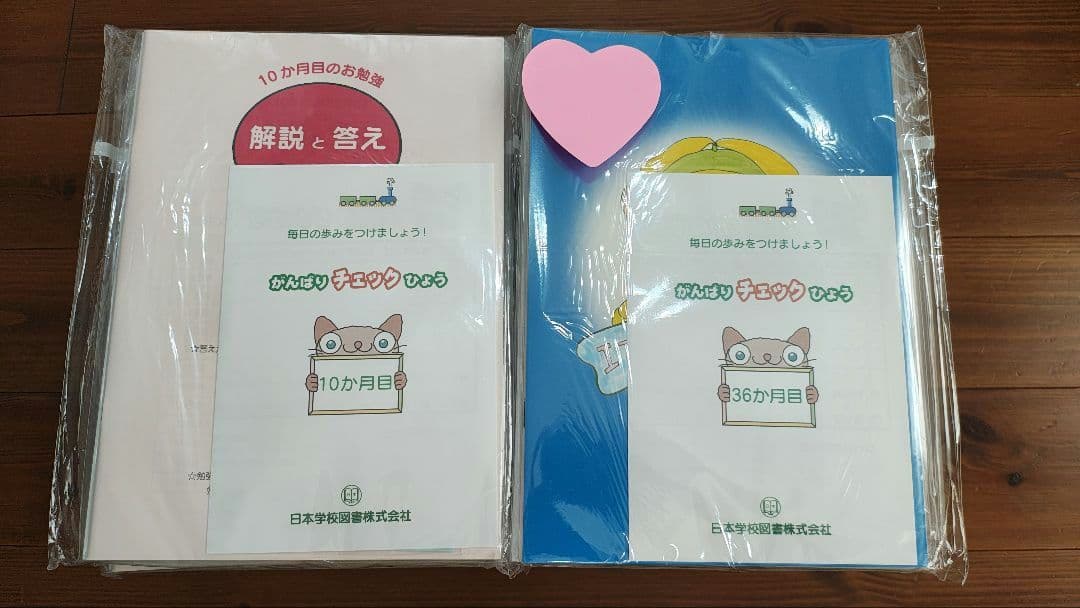 10か月目のお勉強
解説と答え
毎日の歩みをつけましょう!
がんばりチェックひょう
10か月目
日本学校図書株式会社
☆答え
☆勉強
毎日の歩みをつけましょう!
がんばりチェックひょう
36か月目
日本学校図書株式会社